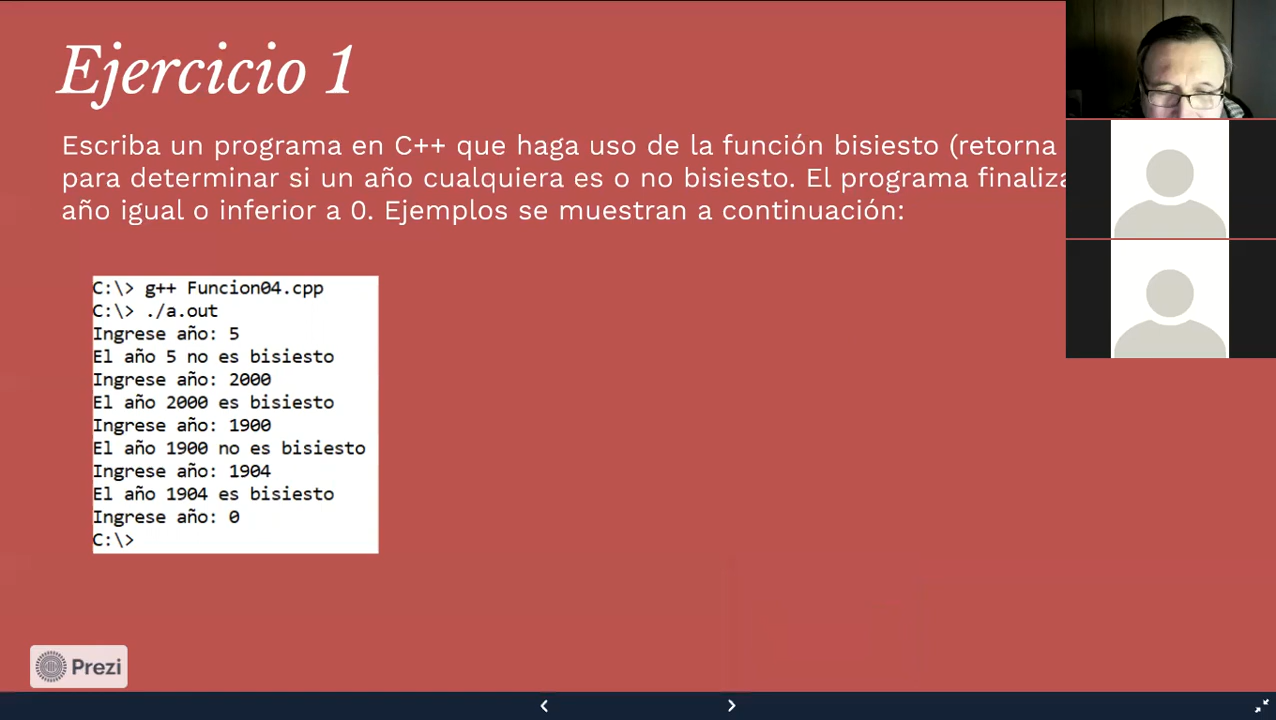 Ejercicio 1
Escriba un programa en C++ que haga uso de la función bisiesto (retorna
para determinar si un año cualquiera es o no bisiesto. El programa finaliza
año igual o inferior a 0. Ejemplos se muestran a continuación:
C:\> g++ Funcion04.cpp
C:\> ./a.out
Ingrese año: 5
El año 5 no es bisiesto
Ingrese año: 2000
El año 2000 es bisiesto
Ingrese año: 1900
El año 1900 no es bisiesto
Ingrese año: 1904
El año 1904 es bisiesto
Ingrese año: 0
C:\>
Prezi